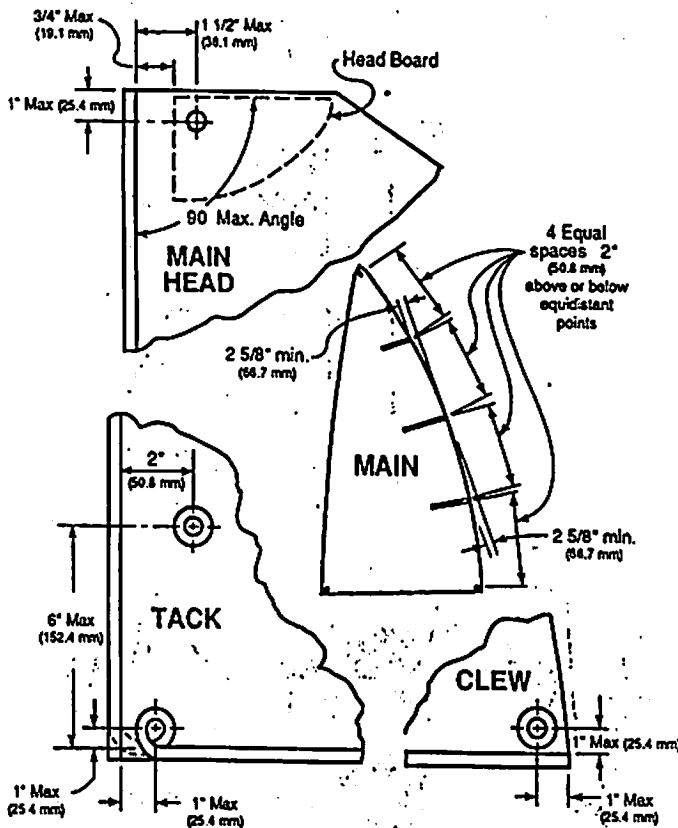 3/4" Max
(19.1 mm)
1 1/2" Max
(38.1 mm)
Head Board
1" Max (25.4 mm)
90 Max. Angle
MAIN
HEAD
4 Equal
spaces 2"
(50.8 mm)
above or below
equidistant
points
2 5/8" min.
(66.7 mm)
MAIN
2"
(50.8 mm)
2 5/8" min.
(66.7 mm)
6" Max
(152.4 mm)
TACK
CLEW
1" Max (25.4 mm)
1" Max
(25.4 mm)
1" Max
(25.4 mm)
1" Max
(25.4 mm)